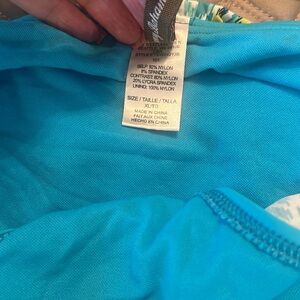 SELF: 92% NYLON
8% SPANDEX
CONTRAST: 80% NYLON
20% LYCRA SPANDEX
LINING: 100% NYLON
SIZE / TAILLE / TALLA
XL/TG
MADE IN CHINA
FAIT AUX CHINE
HECHO EN CHINA